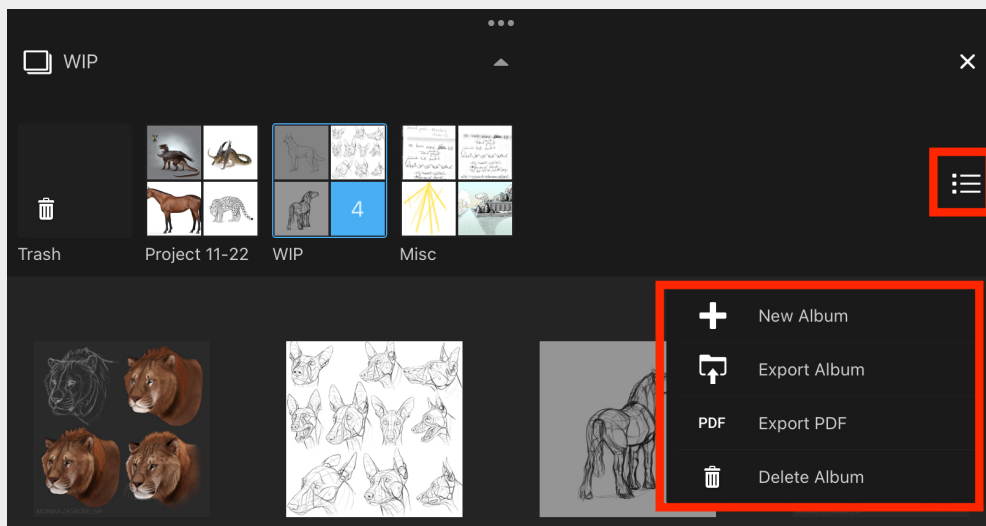 WIP
4
Trash
Project 11-22
WIP
Misc
New Album
Export Album
PDF Export PDF
Delete Album